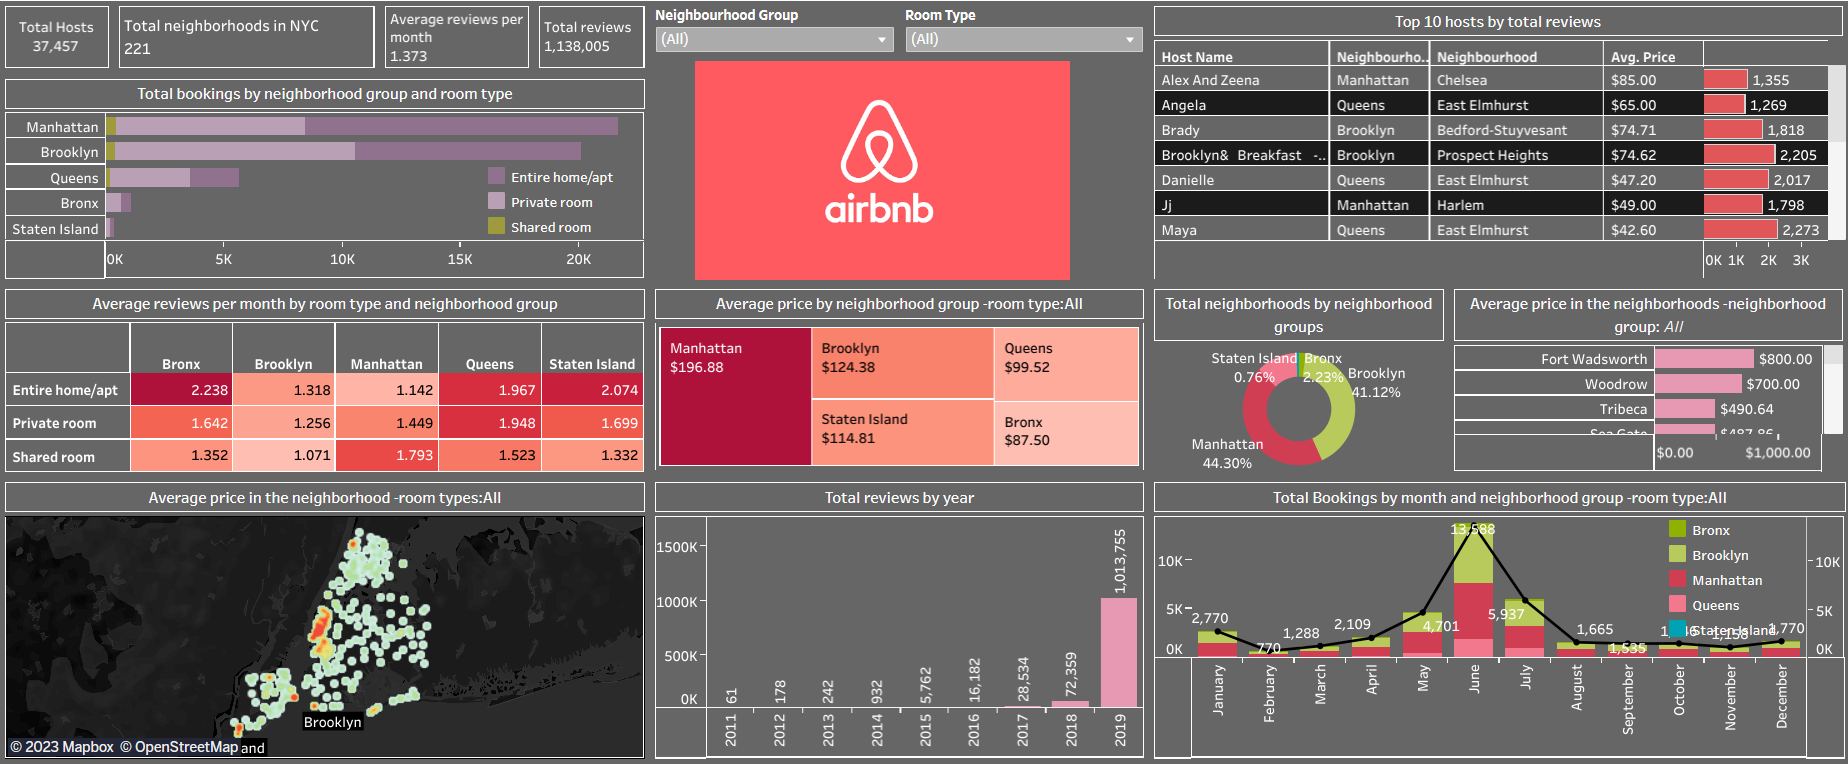 Total Hosts
37,457
Total neighborhoods in NYC
221
Average reviews per
month
1.373
Total reviews
1,138,005
Neighbourhood Group
(All)
Room Type
(All)
airbnb
Top 10 hosts by total reviews
Host Name Neighbourho.. Neighbourhood Avg. Price
Alex And Zeena Manhattan Chelsea $85.00 1,355
Angela Queens East Elmhurst $65.00 1,269
Brady Brooklyn Bedford-Stuyvesant $74.71 1,818
Brooklyn& Breakfast -.. Brooklyn Prospect Heights $74.62 2,205
Danielle Queens East Elmhurst $47.20 2,017
Jj Manhattan Harlem $49.00 1,798
Maya Queens East Elmhurst $42.60 2,273
0K 1K 2K 3K
Total bookings by neighborhood group and room type
Manhattan
Brooklyn
Queens
Bronx
Staten Island
Entire home/apt
Private room
Shared room
0K 5K 10K 15K 20K
Average reviews per month by room type and neighborhood group
Bronx Brooklyn Manhattan Queens Staten Island
Entire home/apt 2.238 1.318 1.142 1.967 2.074
Private room 1.642 1.256 1.449 1.948 1.699
Shared room 1.352 1.071 1.793 1.523 1.332
Average price by neighborhood group -room type:All
Manhattan
$196.88
Brooklyn
$124.38
Staten Island
$114.81
Queens
$99.52
Bronx
$87.50
Total neighborhoods by neighborhood
groups
Staten Island
0.76%
Bronx
2.23%
Brooklyn
41.12%
Manhattan
44.30%
Average price in the neighborhoods -neighborhood
group: All
Fort Wadsworth $800.00
Woodrow $700.00
Tribeca $490.64
Sea Gate $487.86
$0.00 $1,000.00
Average price in the neighborhood -room types:All
Brooklyn
© 2023 Mapbox © OpenStreetMap and
Total reviews by year
1500K
1000K
500K
0K
61 178 242 932 5,762 16,182 28,534 72,359 1,013,755
2011 2012 2013 2014 2015 2016 2017 2018 2019
Total Bookings by month and neighborhood group -room type:All
10K
5K
0K
2,770
770
1,288
2,109
4,701
13,588
5,937
1,665
1,535
1,770
Bronx
Brooklyn
Manhattan
Queens
Staten Island
10K
5K
0K
January February March April May June July August September October November December